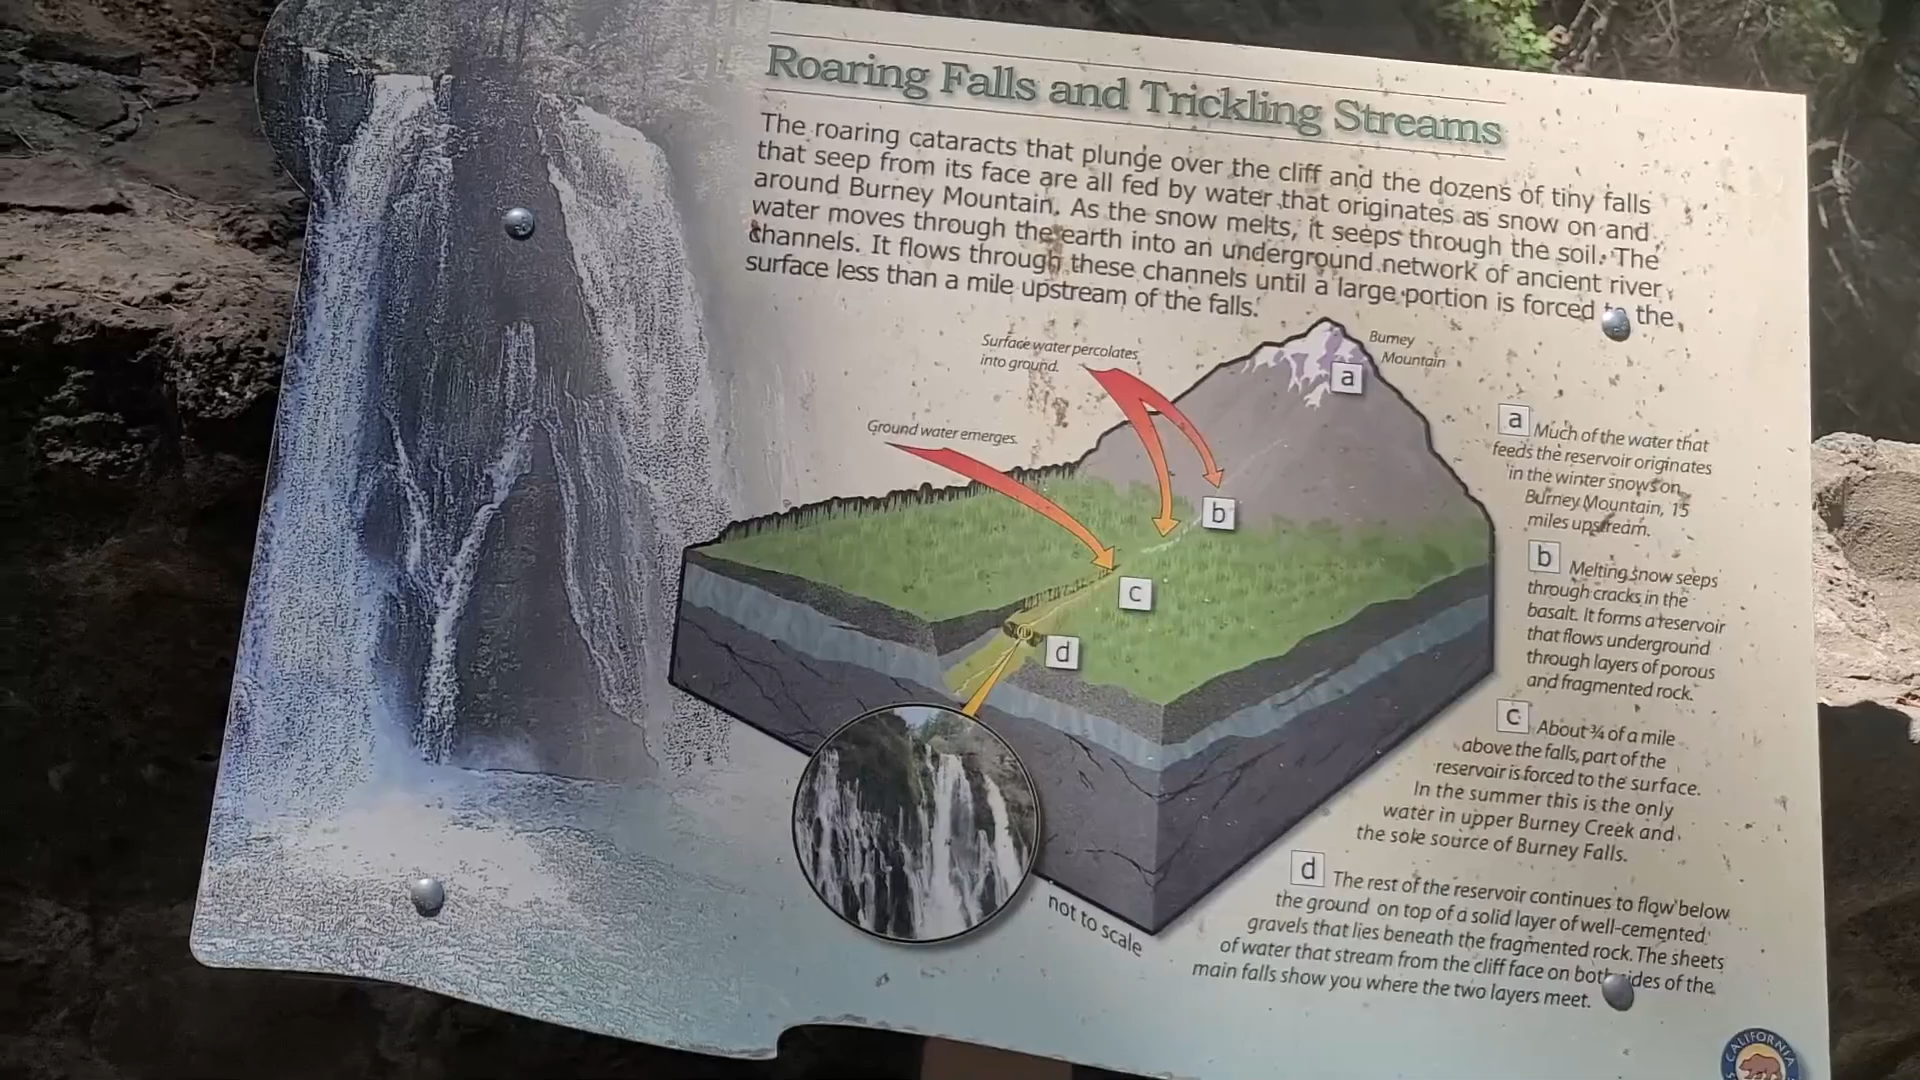 Roaring Falls and Trickling Streams
The roaring cataracts that plunge over the cliff and the dozens of tiny falls
that seep from its face are all fed by water that originates as snow on and
around Burney Mountain. As the snow melts, it seeps through the soil. The
water moves through the earth into an underground network of ancient river
channels. It flows through these channels until a large portion is forced to the
surface less than a mile upstream of the falls.
Surface water percolates
into ground.
Burney
Mountain
a
Ground water emerges.
b
c
d
not to scale
a Much of the water that
feeds the reservoir originates
in the winter snows on
Burney Mountain, 15
miles upstream.
b Melting snow seeps
through cracks in the
basalt. It forms a reservoir
that flows underground
through layers of porous
and fragmented rock.
c About ¾ of a mile
above the falls, part of the
reservoir is forced to the surface.
In the summer this is the only
water in upper Burney Creek and
the sole source of Burney Falls.
d The rest of the reservoir continues to flow below
the ground on top of a solid layer of well-cemented
gravels that lies beneath the fragmented rock. The sheets
of water that stream from the cliff face on both sides of the
main falls show you where the two layers meet.
CALIFORNIA